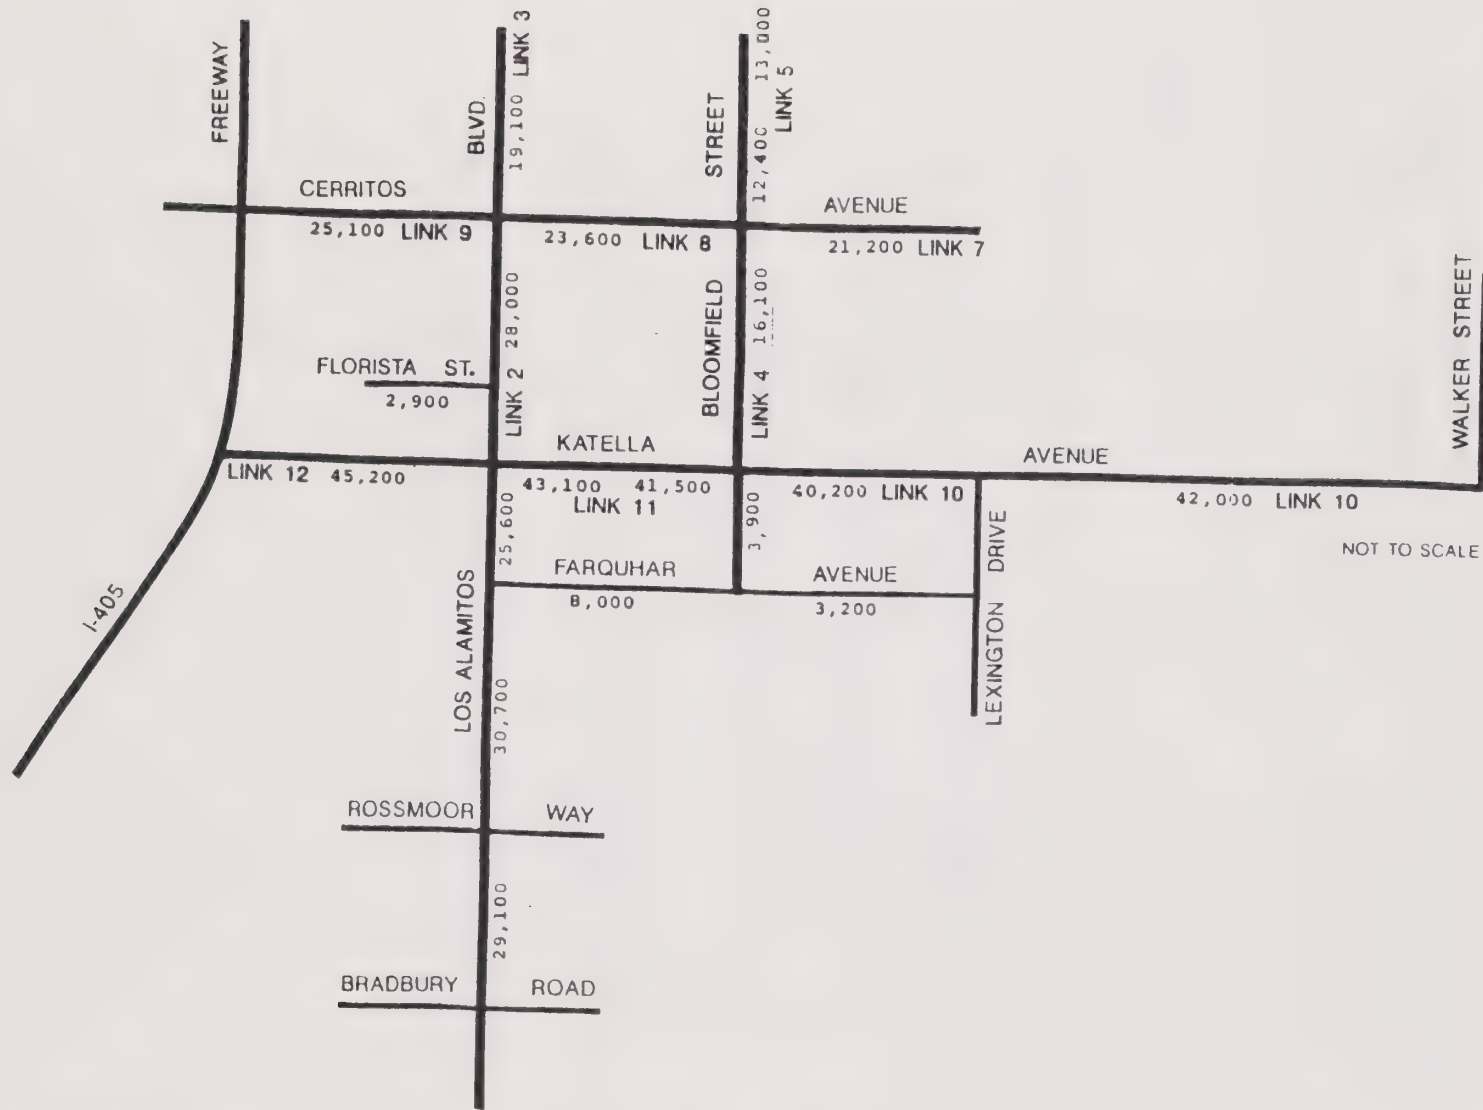 FREEWAY
BLVD.
19,100 LINK 3
STREET
12,400 13,000
LINK 5
CERRITOS
AVENUE
25,100 LINK 9
23,600 LINK 8
21,200 LINK 7
WALKER STREET
LINK 2 28,000
BLOOMFIELD
LINK 4 16,100
FLORISTA ST.
2,900
KATELLA
AVENUE
LINK 12 45,200
43,100 41,500
LINK 11
40,200 LINK 10
42,000 LINK 10
25,600
3,900
NOT TO SCALE
FARQUHAR
AVENUE
8,000
3,200
I-405
LOS ALAMITOS
LEXINGTON DRIVE
30,700
ROSSMOOR WAY
29,100
BRADBURY ROAD